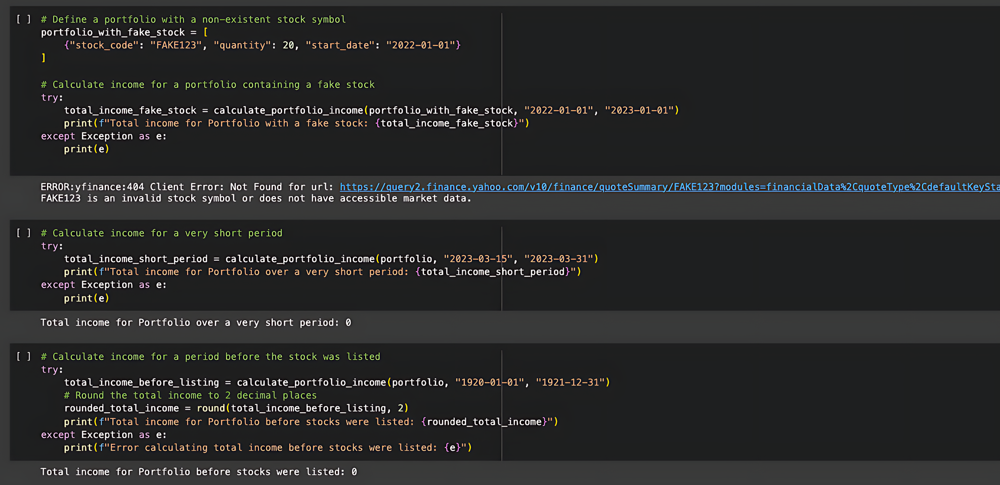 [ ] # Define a portfolio with a non-existent stock symbol
portfolio_with_fake_stock = [
    {"stock_code": "FAKE123", "quantity": 20, "start_date": "2022-01-01"}
]
# Calculate income for a portfolio containing a fake stock
try:
    total_income_fake_stock = calculate_portfolio_income(portfolio_with_fake_stock, "2022-01-01", "2023-01-01")
    print(f"Total income for Portfolio with a fake stock: {total_income_fake_stock}")
except Exception as e:
    print(e)
ERROR:yfinance:404 Client Error: Not Found for url: https://query2.finance.yahoo.com/v10/finance/quoteSummary/FAKE123?modules=financialData%2CquoteType%2CdefaultKeySta
FAKE123 is an invalid stock symbol or does not have accessible market data.
[ ] # Calculate income for a very short period
try:
    total_income_short_period = calculate_portfolio_income(portfolio, "2023-03-15", "2023-03-31")
    print(f"Total income for Portfolio over a very short period: {total_income_short_period}")
except Exception as e:
    print(e)
Total income for Portfolio over a very short period: 0
[ ] # Calculate income for a period before the stock was listed
try:
    total_income_before_listing = calculate_portfolio_income(portfolio, "1920-01-01", "1921-12-31")
    # Round the total income to 2 decimal places
    rounded_total_income = round(total_income_before_listing, 2)
    print(f"Total income for Portfolio before stocks were listed: {rounded_total_income}")
except Exception as e:
    print(f"Error calculating total income before stocks were listed: {e}")
Total income for Portfolio before stocks were listed: 0